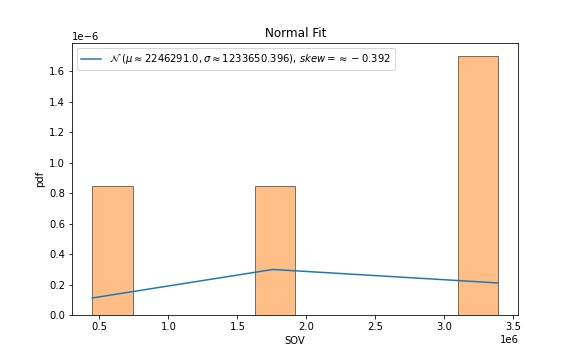 Normal Fit
1e−6
𝒩(μ ≈ 2246291.0, σ ≈ 1233650.396), skew = ≈ − 0.392
1.6
1.4
1.2
1.0
0.8
0.6
0.4
0.2
0.0
pdf
0.5 1.0 1.5 2.0 2.5 3.0 3.5
SOV
1e6